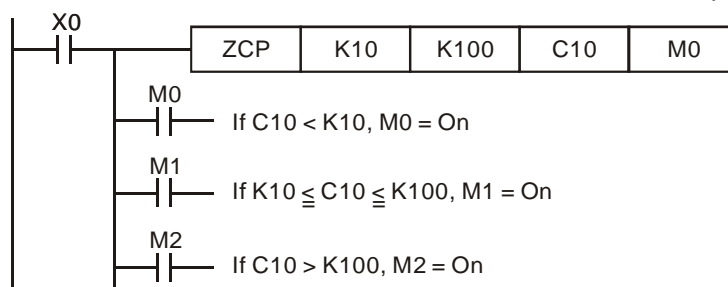 X0
ZCP K10 K100 C10 M0
M0
If C10 < K10, M0 = On
M1
If K10 ≦ C10 ≦ K100, M1 = On
M2
If C10 > K100, M2 = On